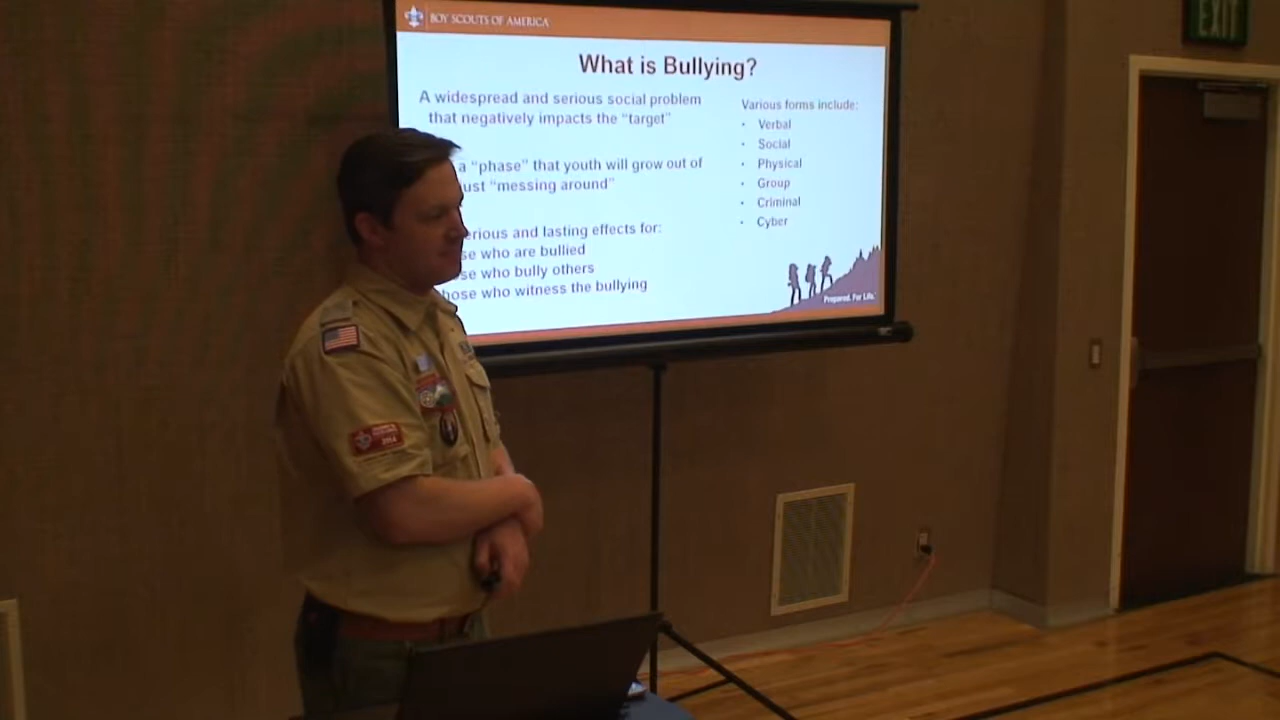 BOY SCOUTS OF AMERICA
What is Bullying?
A widespread and serious social problem
that negatively impacts the “target”
a “phase” that youth will grow out of
ust “messing around”
erious and lasting effects for:
se who are bullied
se who bully others
hose who witness the bullying
Various forms include:
• Verbal
• Social
• Physical
• Group
• Criminal
• Cyber
Prepared. For Life.™
EXIT